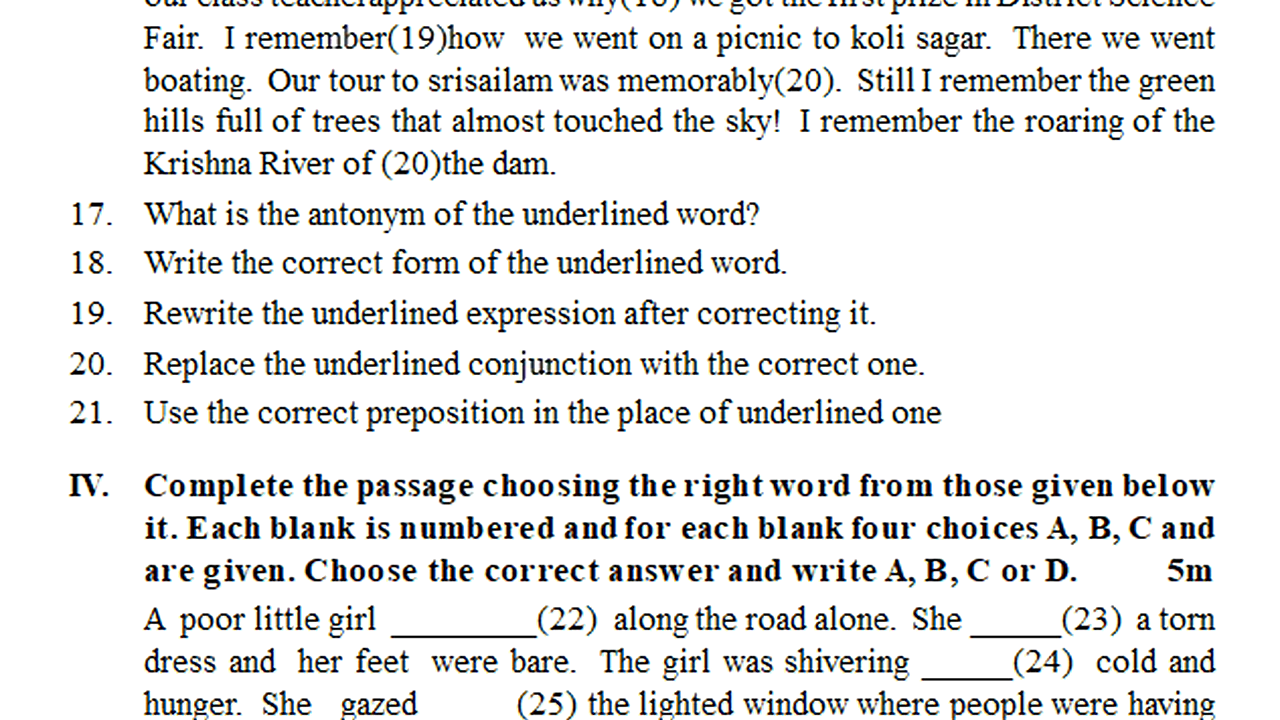 our class teacherappreciated us why(18) we got the first prize in District Science
Fair. I remember(19)how we went on a picnic to koli sagar. There we went
boating. Our tour to srisailam was memorably(20). Still I remember the green
hills full of trees that almost touched the sky! I remember the roaring of the
Krishna River of (20)the dam.
17. What is the antonym of the underlined word?
18. Write the correct form of the underlined word.
19. Rewrite the underlined expression after correcting it.
20. Replace the underlined conjunction with the correct one.
21. Use the correct preposition in the place of underlined one
IV. Complete the passage choosing the right word from those given below
it. Each blank is numbered and for each blank four choices A, B, C and
are given. Choose the correct answer and write A, B, C or D. 5m
A poor little girl _________(22) along the road alone. She _____(23) a torn
dress and her feet were bare. The girl was shivering _____(24) cold and
hunger. She gazed (25) the lighted window where people were having